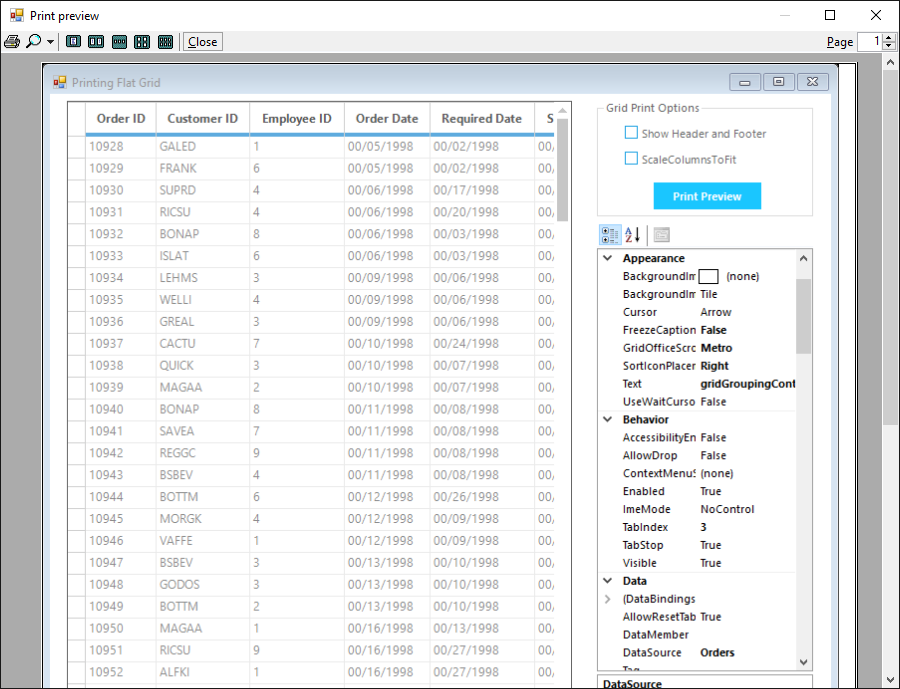 Print preview
Close
Page 1
Printing Flat Grid
Order ID Customer ID Employee ID Order Date Required Date S
10928 GALED 1 00/05/1998 00/02/1998 00/
10929 FRANK 6 00/05/1998 00/02/1998 00/
10930 SUPRD 4 00/06/1998 00/17/1998 00/
10931 RICSU 4 00/06/1998 00/20/1998 00/
10932 BONAP 8 00/06/1998 00/03/1998 00/
10933 ISLAT 6 00/06/1998 00/03/1998 00/
10934 LEHMS 3 00/09/1998 00/06/1998 00/
10935 WELLI 4 00/09/1998 00/06/1998 00/
10936 GREAL 3 00/09/1998 00/06/1998 00/
10937 CACTU 7 00/10/1998 00/24/1998 00/
10938 QUICK 3 00/10/1998 00/07/1998 00/
10939 MAGAA 2 00/10/1998 00/07/1998 00/
10940 BONAP 8 00/11/1998 00/08/1998 00/
10941 SAVEA 7 00/11/1998 00/08/1998 00/
10942 REGGC 9 00/11/1998 00/08/1998 00/
10943 BSBEV 4 00/11/1998 00/08/1998 00/
10944 BOTTM 6 00/12/1998 00/26/1998 00/
10945 MORGK 4 00/12/1998 00/09/1998 00/
10946 VAFFE 1 00/12/1998 00/09/1998 00/
10947 BSBEV 3 00/13/1998 00/10/1998 00/
10948 GODOS 3 00/13/1998 00/10/1998 00/
10949 BOTTM 2 00/13/1998 00/10/1998 00/
10950 MAGAA 1 00/16/1998 00/13/1998 00/
10951 RICSU 9 00/16/1998 00/27/1998 00/
10952 ALFKI 1 00/16/1998 00/27/1998 00/
Grid Print Options
Show Header and Footer
ScaleColumnsToFit
Print Preview
Appearance
BackgroundIm (none)
BackgroundIm Tile
Cursor Arrow
FreezeCaption False
GridOfficeScro Metro
SortIconPlacer Right
Text gridGroupingCont
UseWaitCurso False
Behavior
AccessibilityEn False
AllowDrop False
ContextMenuS (none)
Enabled True
ImeMode NoControl
TabIndex 3
TabStop True
Visible True
Data
(DataBindings
AllowResetTab True
DataMember
DataSource Orders
Tag
DataSource